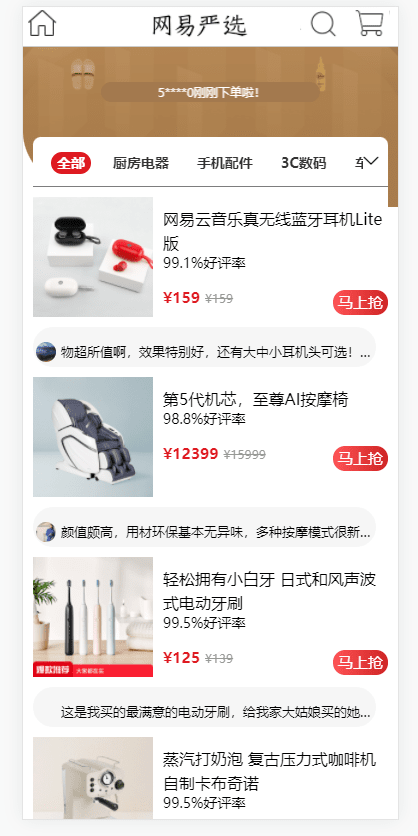 网易严选
5****0刚刚下单啦!
全部 厨房电器 手机配件 3C数码
网易云音乐真无线蓝牙耳机Lite
版
99.1%好评率
¥159 ¥159
马上抢
物超所值啊，效果特别好，还有大中小耳机头可选！...
第5代机芯，至尊AI按摩椅
98.8%好评率
¥12399 ¥15999
马上抢
颜值颇高，用材环保基本无异味，多种按摩模式很新...
轻松拥有小白牙 日式和风声波
式电动牙刷
99.5%好评率
¥125 ¥139
马上抢
爆款推荐
这是我买的最满意的电动牙刷，给我家大姑娘买的她...
蒸汽打奶泡 复古压力式咖啡机
自制卡布奇诺
99.5%好评率